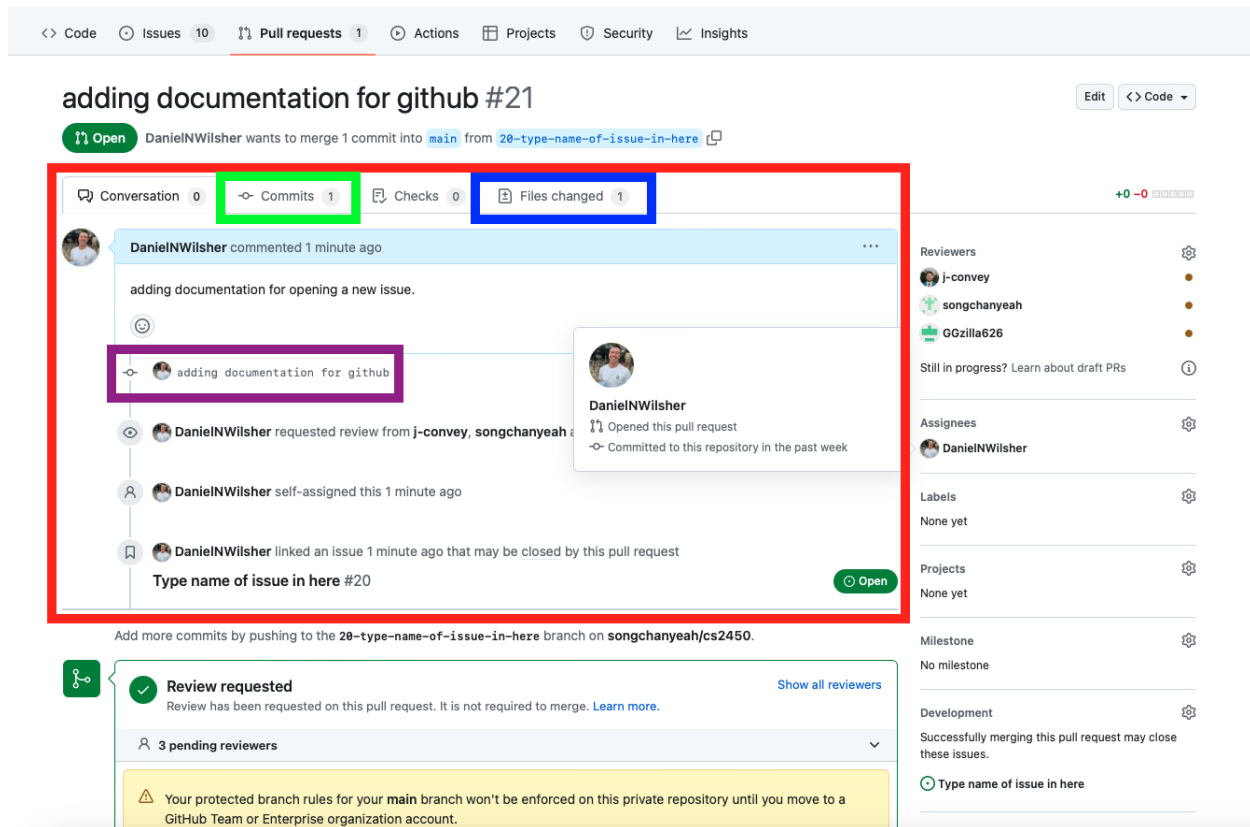 Code Issues 10 Pull requests 1 Actions Projects Security Insights
adding documentation for github #21
Edit <> Code
Open DanielNWilsher wants to merge 1 commit into main from 20-type-name-of-issue-in-here
Conversation 0 Commits 1 Checks 0 Files changed 1
+0 −0
DanielNWilsher commented 1 minute ago ...
adding documentation for opening a new issue.
adding documentation for github
DanielNWilsher requested review from j-convey, songchanyeah
DanielNWilsher self-assigned this 1 minute ago
DanielNWilsher linked an issue 1 minute ago that may be closed by this pull request
Type name of issue in here #20
Open
DanielNWilsher
Opened this pull request
Committed to this repository in the past week
Add more commits by pushing to the 20-type-name-of-issue-in-here branch on songchanyeah/cs2450.
Review requested
Show all reviewers
Review has been requested on this pull request. It is not required to merge. Learn more.
3 pending reviewers
Your protected branch rules for your main branch won't be enforced on this private repository until you move to a
GitHub Team or Enterprise organization account.
Reviewers
j-convey
songchanyeah
GGzilla626
Still in progress? Learn about draft PRs
Assignees
DanielNWilsher
Labels
None yet
Projects
None yet
Milestone
No milestone
Development
Successfully merging this pull request may close
these issues.
Type name of issue in here